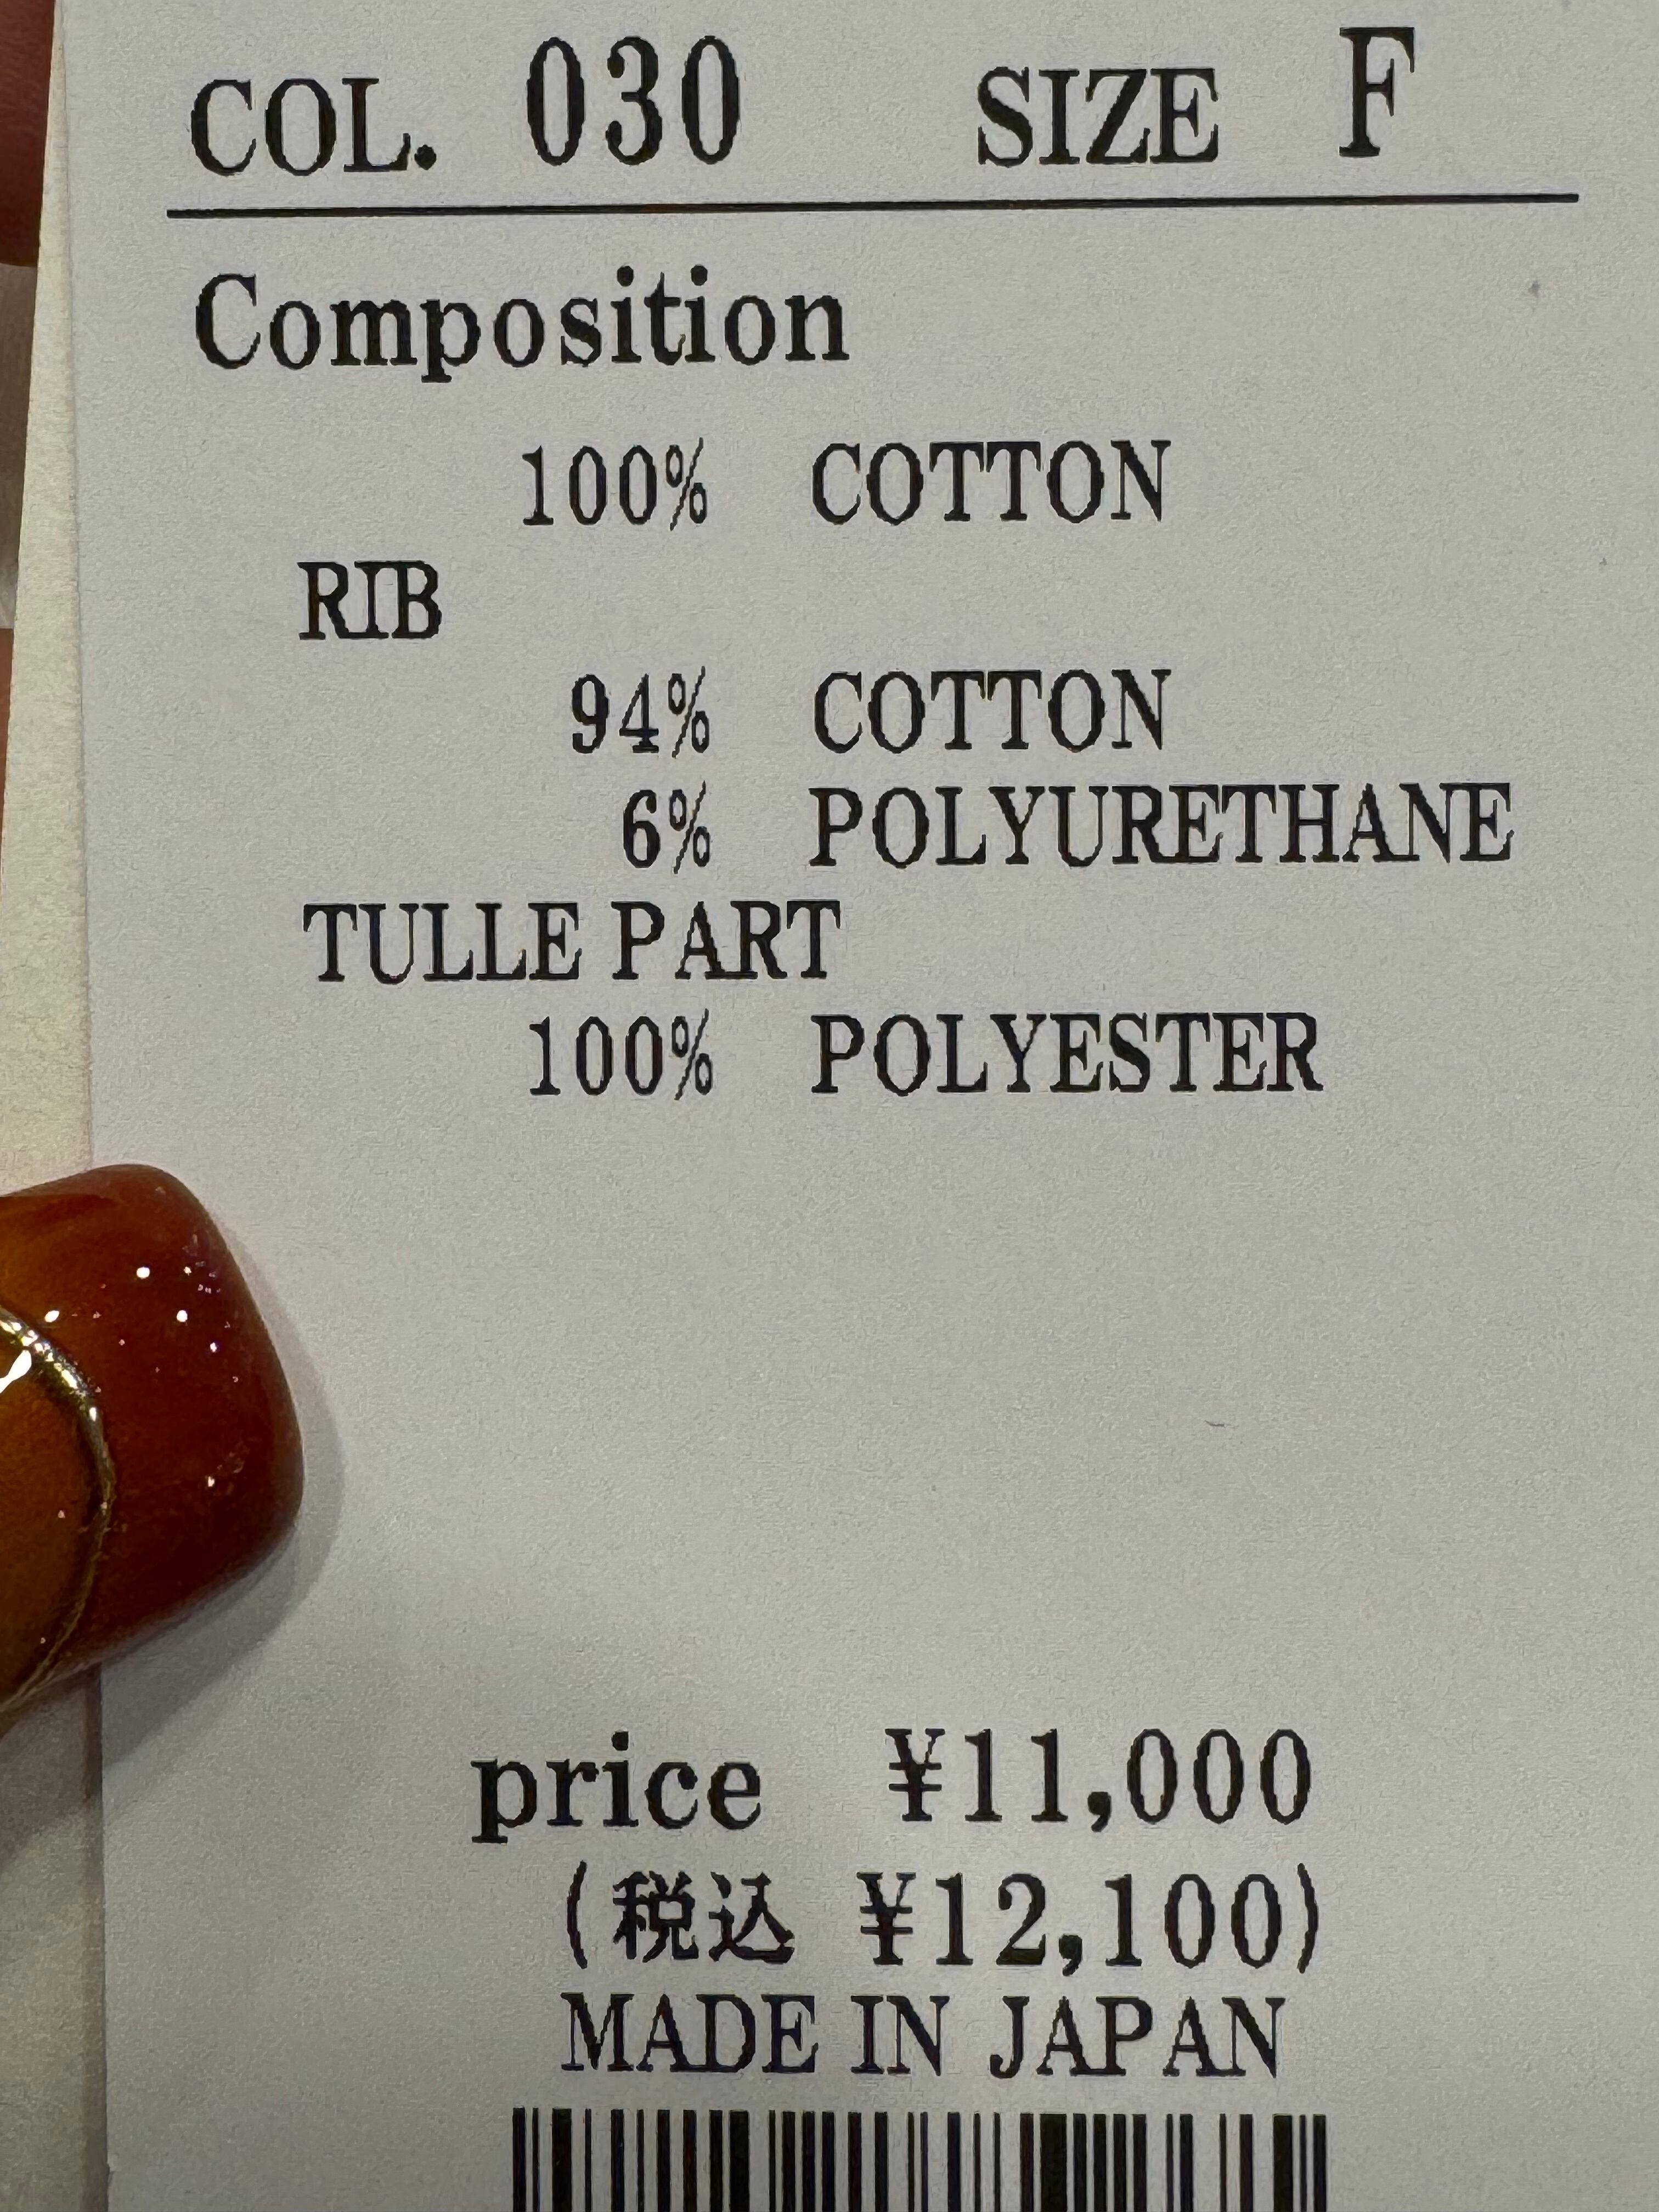 COL. 030 SIZE F
Composition
100% COTTON
RIB
94% COTTON
6% POLYURETHANE
TULLE PART
100% POLYESTER
price ¥11,000
(税込 ¥12,100)
MADE IN JAPAN